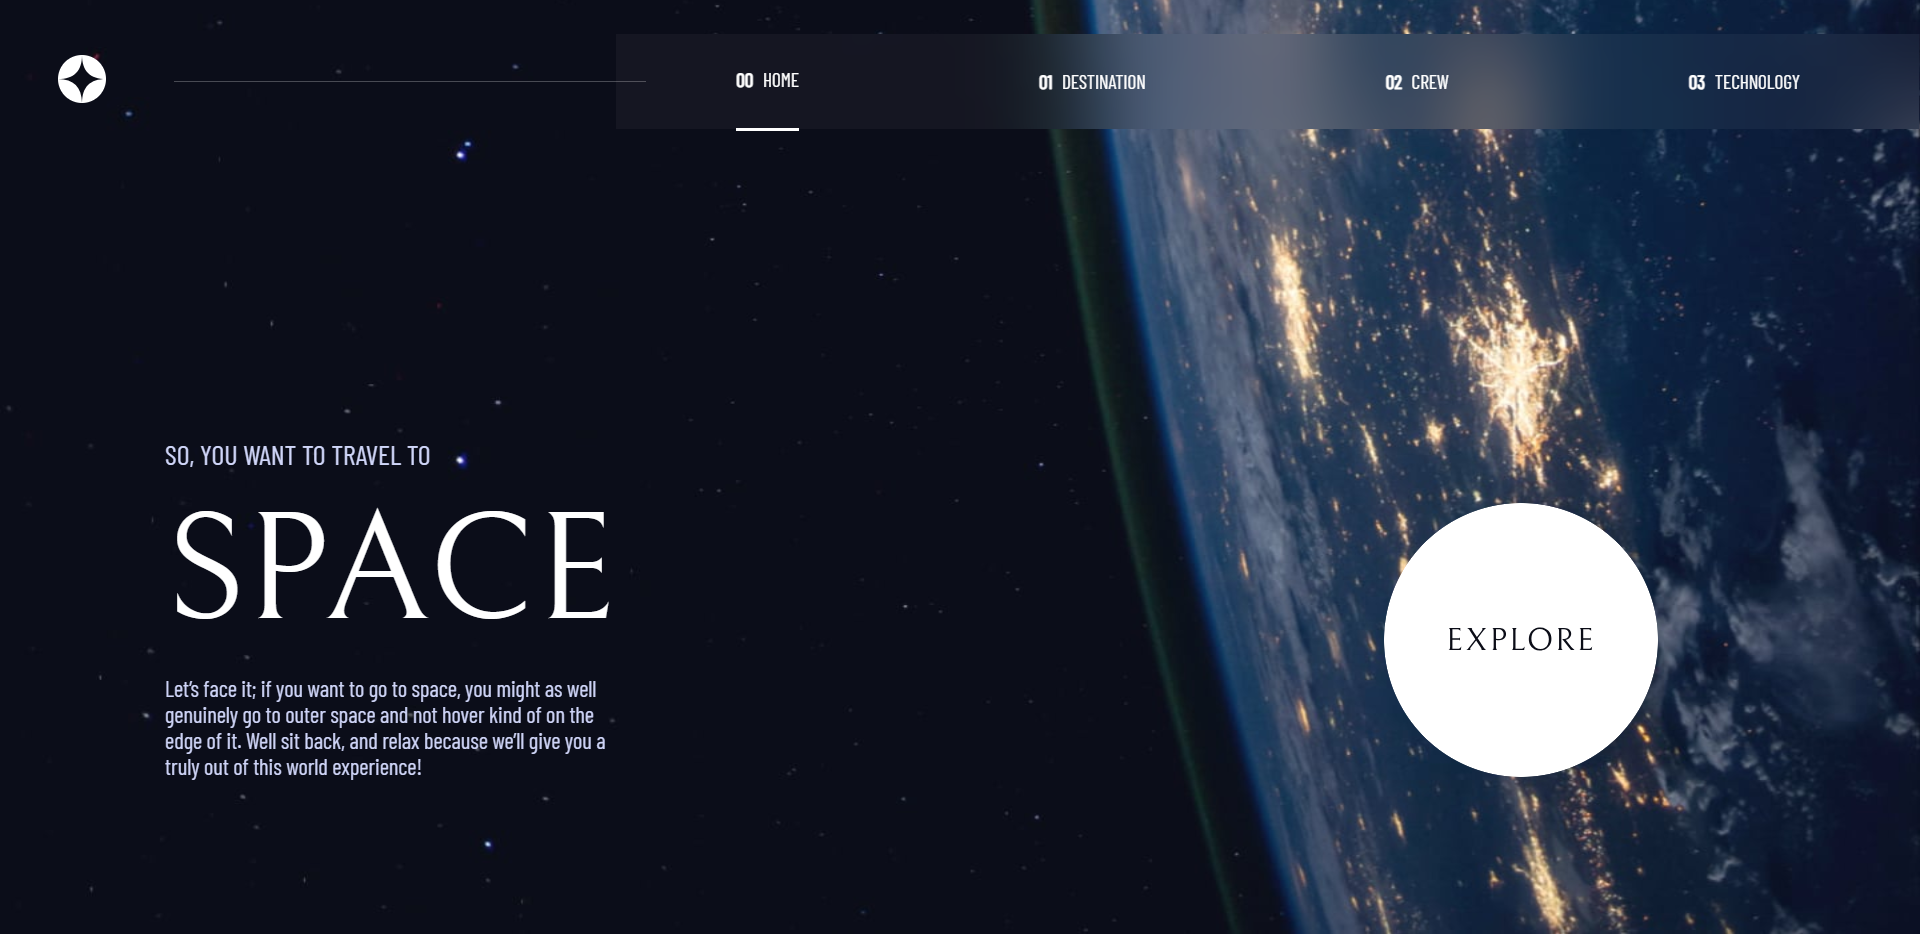 00 HOME
01 DESTINATION
02 CREW
03 TECHNOLOGY
SO, YOU WANT TO TRAVEL TO
SPACE
Let's face it; if you want to go to space, you might as well
genuinely go to outer space and not hover kind of on the
edge of it. Well sit back, and relax because we'll give you a
truly out of this world experience!
EXPLORE